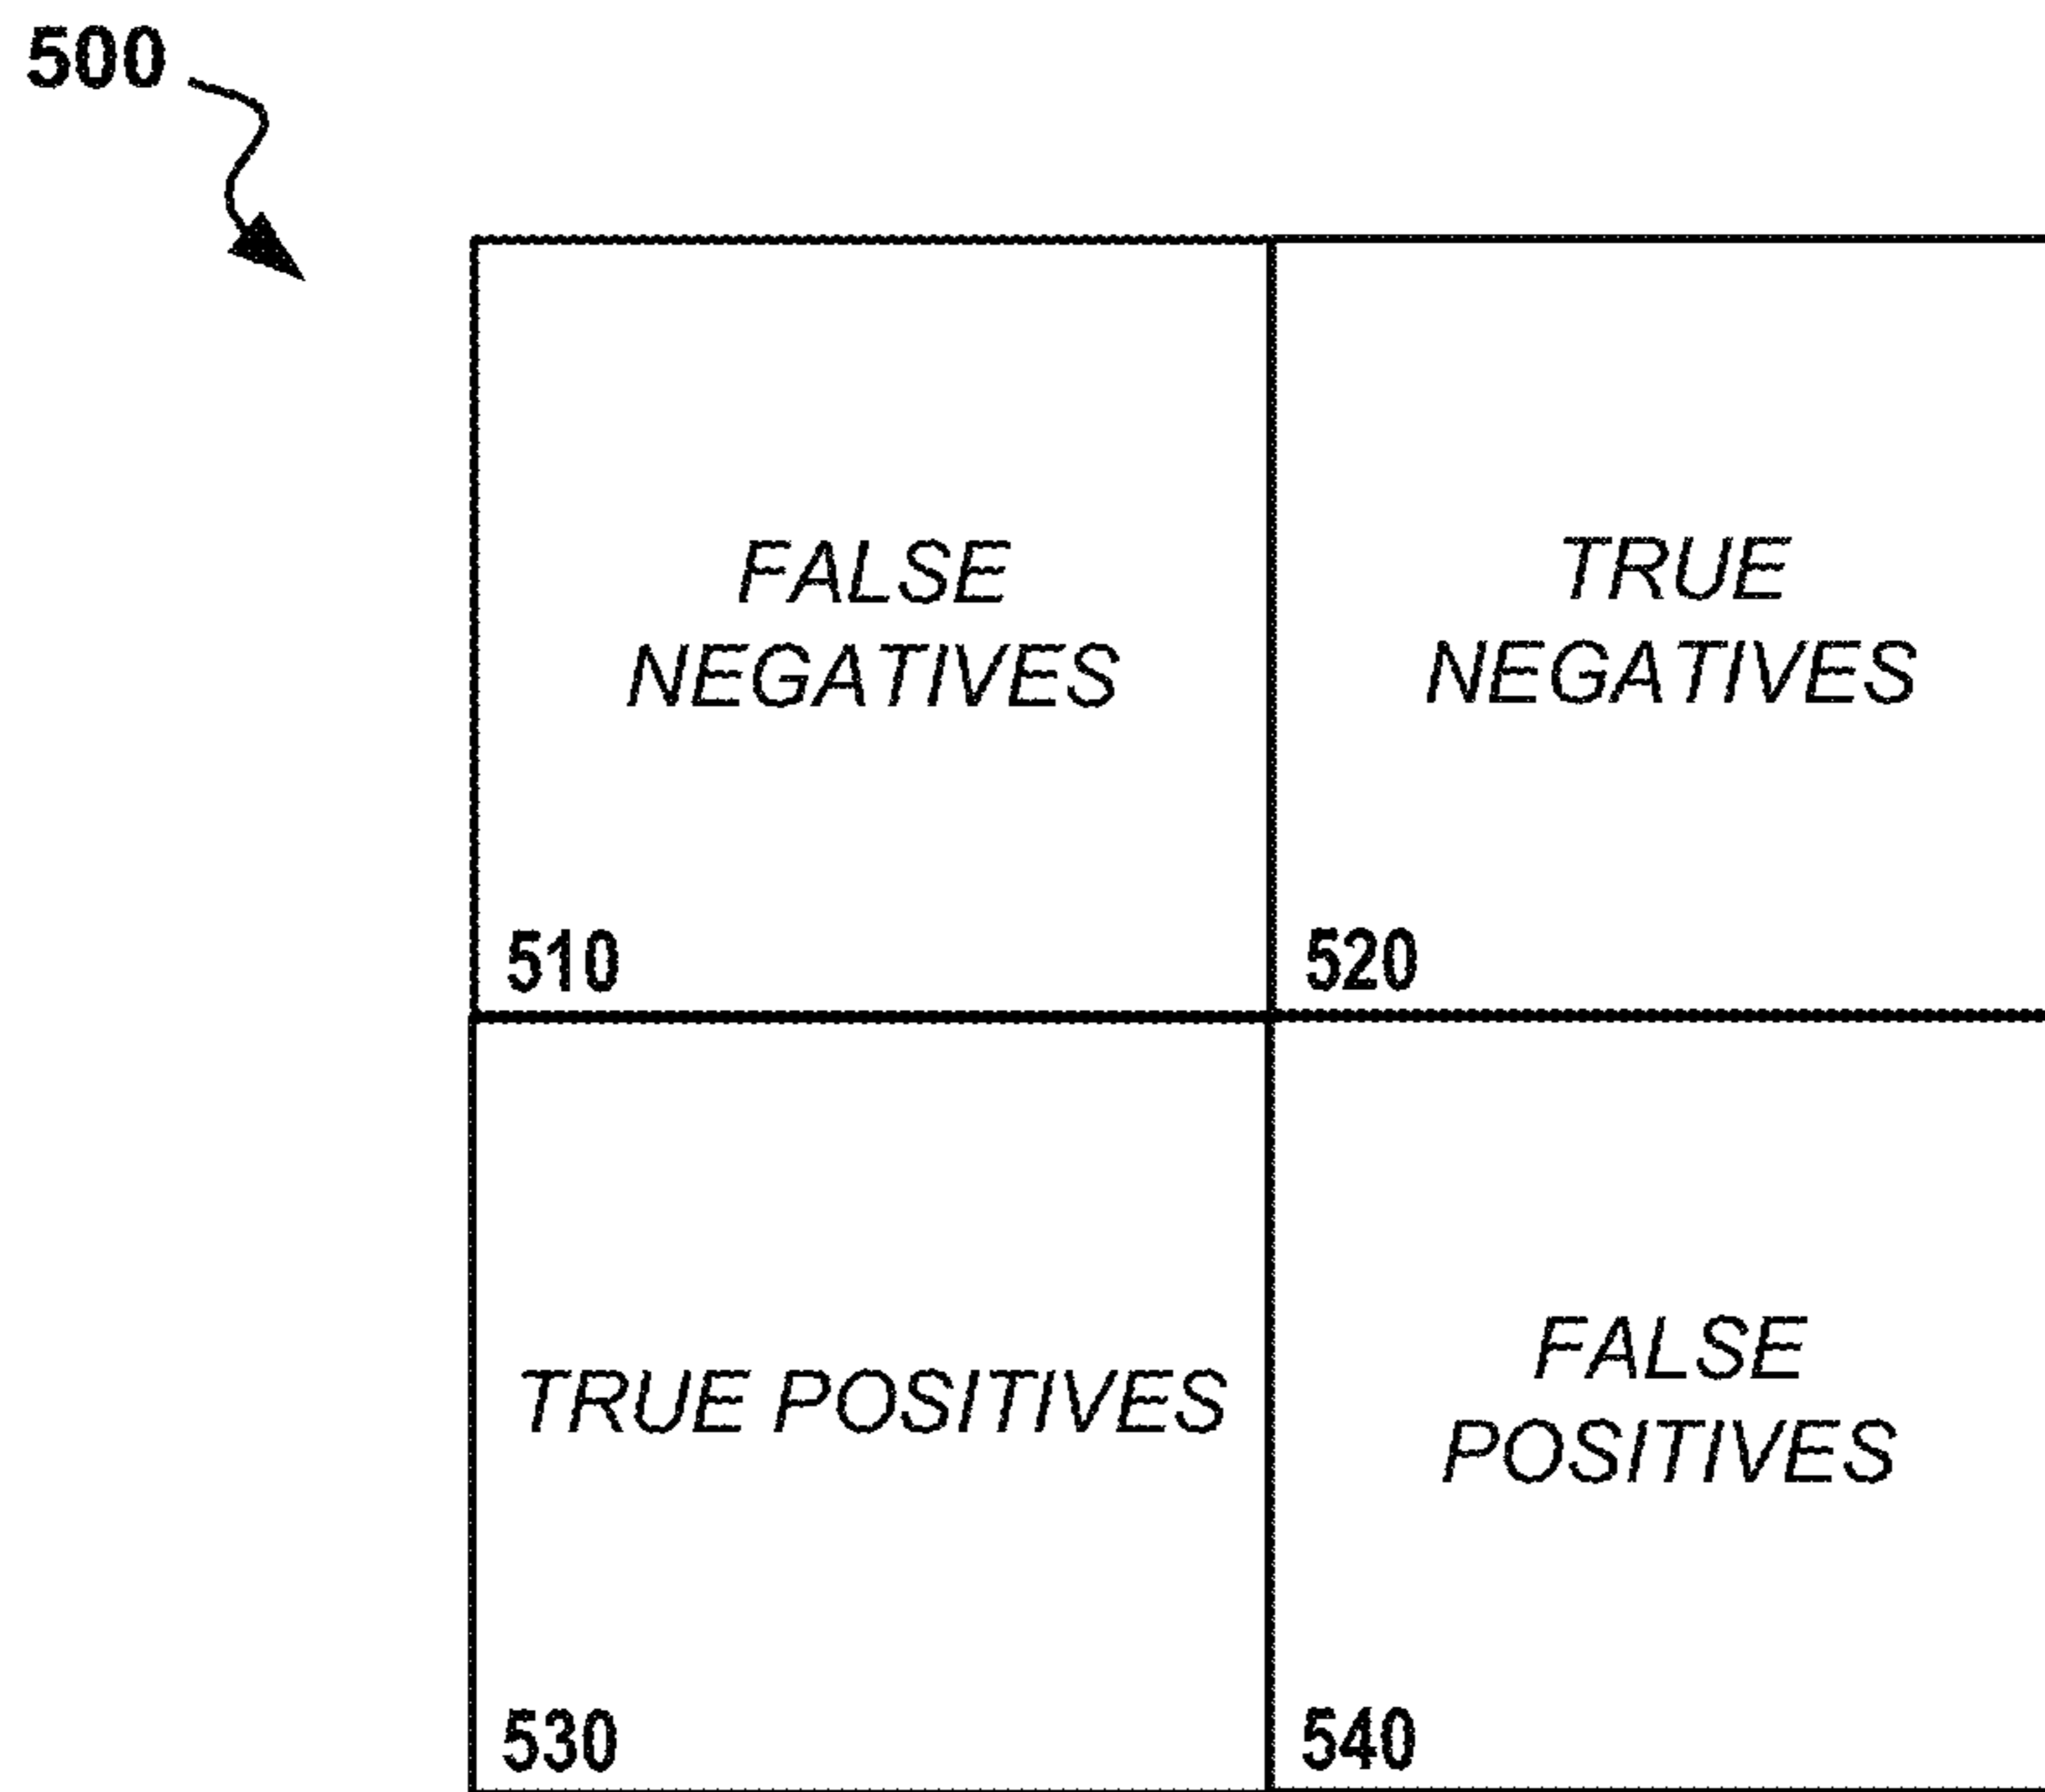 500
FALSE
NEGATIVES
510
TRUE
NEGATIVES
520
TRUE POSITIVES
530
FALSE
POSITIVES
540